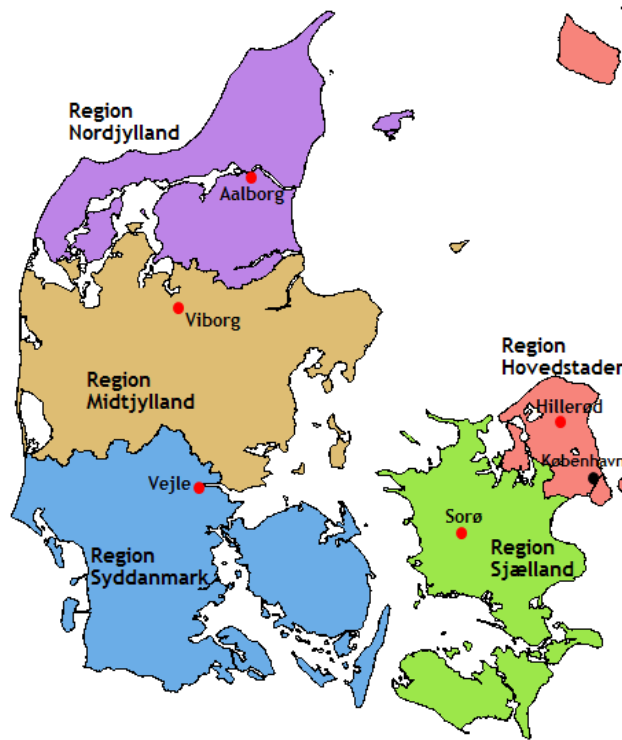 Region
Nordjylland
Aalborg
Viborg
Region
Hovedstaden
Region
Midtjylland
Hillerød
København
Vejle
Sorø
Region
Syddanmark
Region
Sjælland